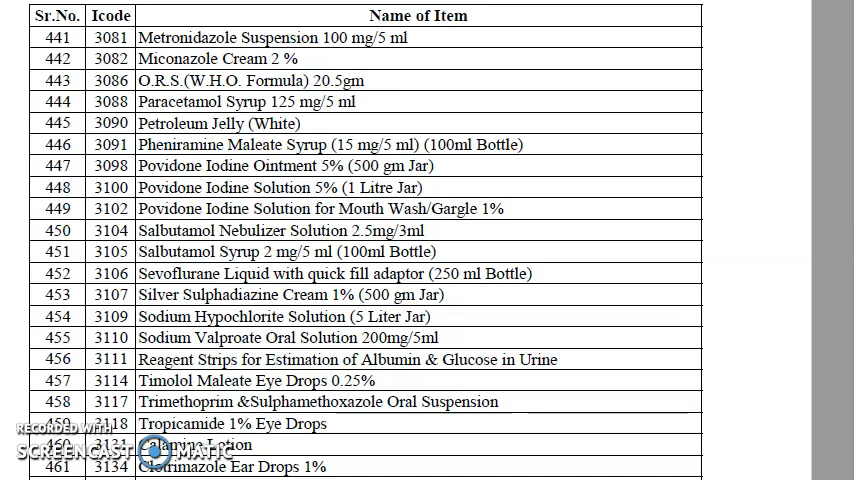 Sr.No. Icode Name of Item
441 3081 Metronidazole Suspension 100 mg/5 ml
442 3082 Miconazole Cream 2 %
443 3086 O.R.S.(W.H.O. Formula) 20.5gm
444 3088 Paracetamol Syrup 125 mg/5 ml
445 3090 Petroleum Jelly (White)
446 3091 Pheniramine Maleate Syrup (15 mg/5 ml) (100ml Bottle)
447 3098 Povidone Iodine Ointment 5% (500 gm Jar)
448 3100 Povidone Iodine Solution 5% (1 Litre Jar)
449 3102 Povidone Iodine Solution for Mouth Wash/Gargle 1%
450 3104 Salbutamol Nebulizer Solution 2.5mg/3ml
451 3105 Salbutamol Syrup 2 mg/5 ml (100ml Bottle)
452 3106 Sevoflurane Liquid with quick fill adaptor (250 ml Bottle)
453 3107 Silver Sulphadiazine Cream 1% (500 gm Jar)
454 3109 Sodium Hypochlorite Solution (5 Liter Jar)
455 3110 Sodium Valproate Oral Solution 200mg/5ml
456 3111 Reagent Strips for Estimation of Albumin & Glucose in Urine
457 3114 Timolol Maleate Eye Drops 0.25%
458 3117 Trimethoprim &Sulphamethoxazole Oral Suspension
459 3118 Tropicamide 1% Eye Drops
RECORDED WITH
460 3131 Calamine Lotion
SCREENCAST MATIC
461 3134 Clotrimazole Ear Drops 1%